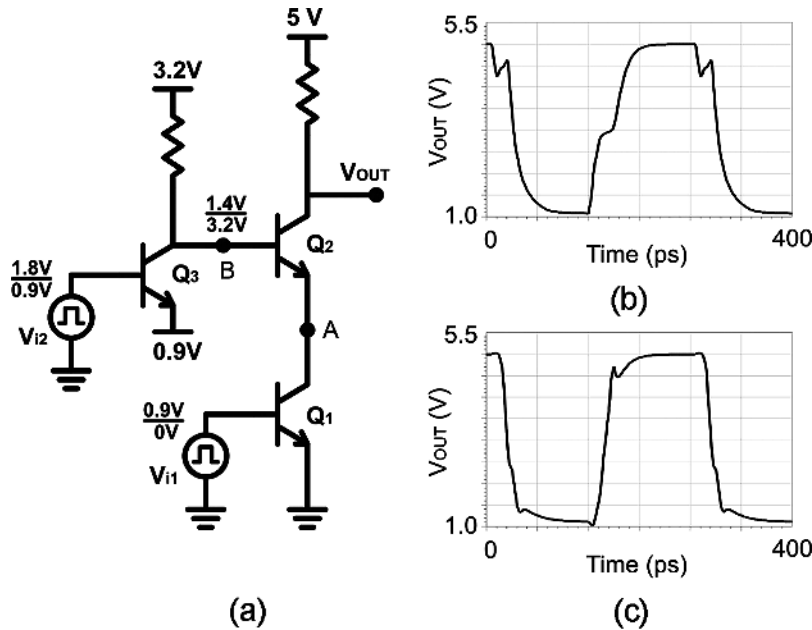 5 V
3.2V
VOUT
1.4V
3.2V
Q2
B
Q3
1.8V
0.9V
Vi2
0.9V
A
0.9V
0V
Q1
Vi1
(a)
5.5
VOUT (V)
1.0
0
400
Time (ps)
(b)
5.5
VOUT (V)
1.0
0
400
Time (ps)
(c)